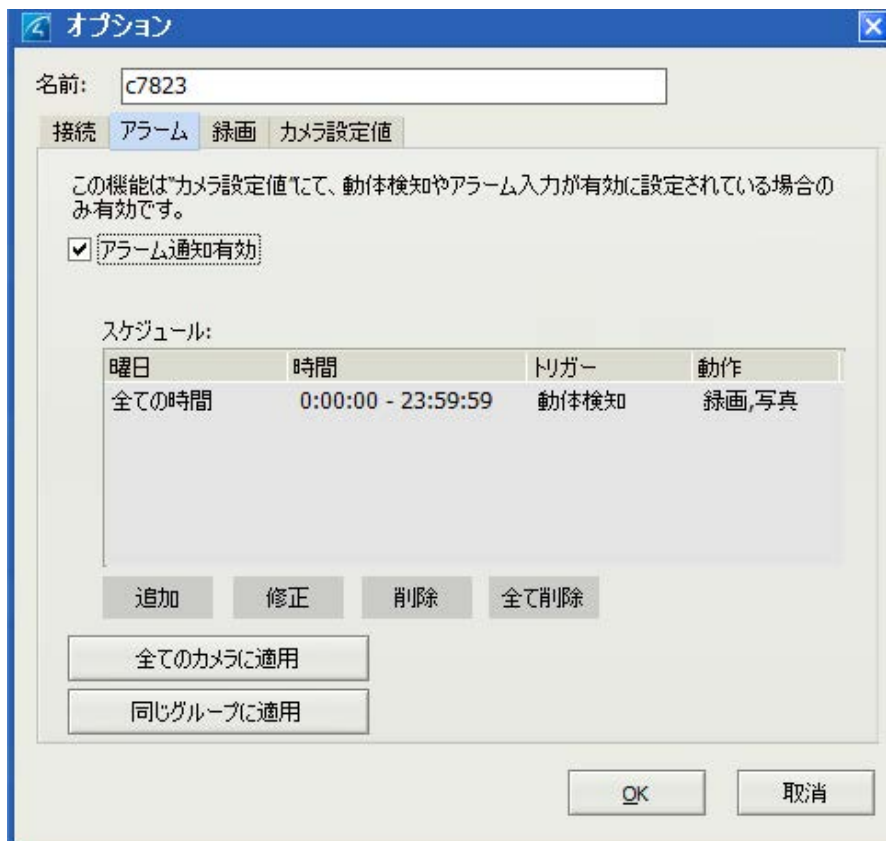 オプション
名前: c7823
接続 アラーム 録画 カメラ設定値
この機能は"カメラ設定値"にて、動体検知やアラーム入力が有効に設定されている場合の
み有効です。
アラーム通知有効
スケジュール:
曜日 時間 トリガー 動作
全ての時間 0:00:00 - 23:59:59 動体検知 録画,写真
追加 修正 削除 全て削除
全てのカメラに適用
同じグループに適用
OK 取消